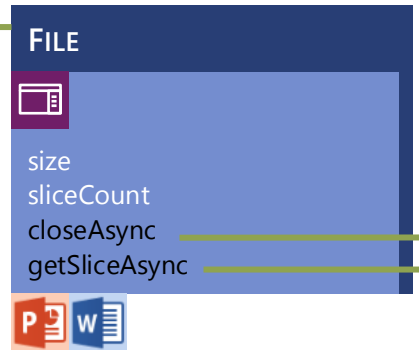 FILE
size
sliceCount
closeAsync
getSliceAsync
P W